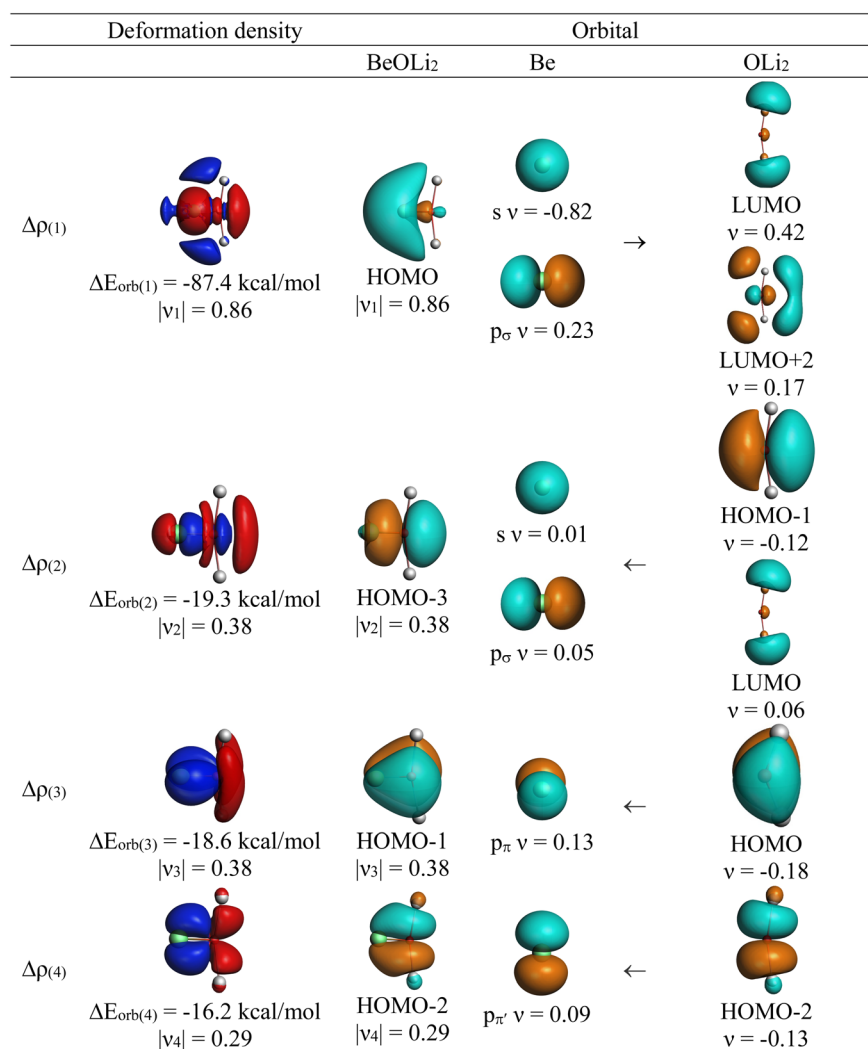 Deformation density Orbital
BeOLi₂ Be OLi₂
Δρ(1)
ΔEorb(1) = -87.4 kcal/mol
|ν₁| = 0.86
HOMO
|ν₁| = 0.86
s ν = -0.82
pσ ν = 0.23
→
LUMO
ν = 0.42
LUMO+2
ν = 0.17
Δρ(2)
ΔEorb(2) = -19.3 kcal/mol
|ν₂| = 0.38
HOMO-3
|ν₂| = 0.38
s ν = 0.01
pσ ν = 0.05
←
HOMO-1
ν = -0.12
LUMO
ν = 0.06
Δρ(3)
ΔEorb(3) = -18.6 kcal/mol
|ν₃| = 0.38
HOMO-1
|ν₃| = 0.38
pπ ν = 0.13
←
HOMO
ν = -0.18
Δρ(4)
ΔEorb(4) = -16.2 kcal/mol
|ν₄| = 0.29
HOMO-2
|ν₄| = 0.29
pπ′ ν = 0.09
←
HOMO-2
ν = -0.13